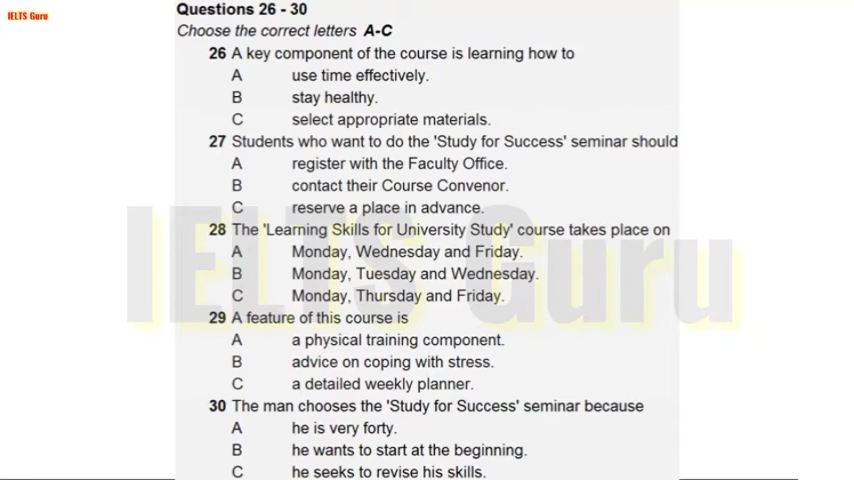 IELTS Guru
Questions 26 - 30
Choose the correct letters A-C
26 A key component of the course is learning how to
A use time effectively.
B stay healthy.
C select appropriate materials.
27 Students who want to do the 'Study for Success' seminar should
A register with the Faculty Office.
B contact their Course Convenor.
C reserve a place in advance.
28 The 'Learning Skills for University Study' course takes place on
A Monday, Wednesday and Friday.
B Monday, Tuesday and Wednesday.
C Monday, Thursday and Friday.
IELTS Guru
29 A feature of this course is
A a physical training component.
B advice on coping with stress.
C a detailed weekly planner.
30 The man chooses the 'Study for Success' seminar because
A he is very forty.
B he wants to start at the beginning.
C he seeks to revise his skills.